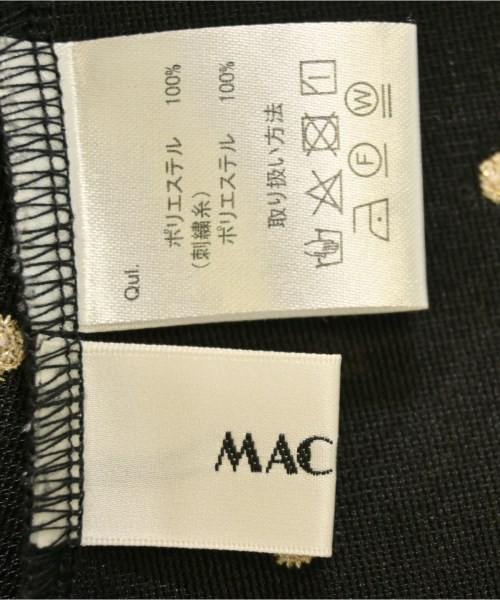 Qul.
ポリエステル 100%
(刺繍糸)
ポリエステル 100%
取り扱い方法
W
F
MAC